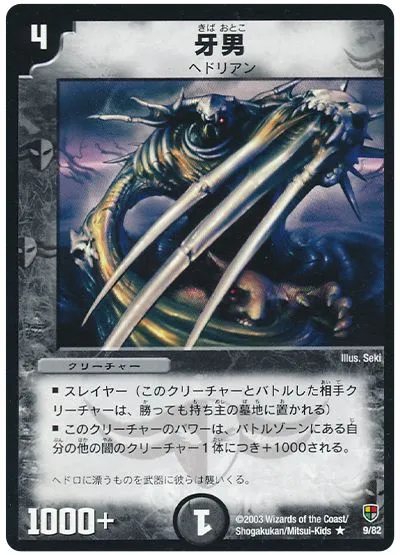 4
きば おとこ
牙男
ヘドリアン
Illus. Seki
クリーチャー
■ スレイヤー（このクリーチャーとバトルした相手ク
リーチャーは、勝っても持ち主の墓地に置かれる）
■ このクリーチャーのパワーは、バトルゾーンにある自
分の他の闇のクリーチャー1体につき+1000される。
ヘドロに漂うものを武器に彼らは襲いくる。
1000+
1
©2003 Wizards of the Coast/
Shogakukan/Mitsui-Kids ★ 9/82